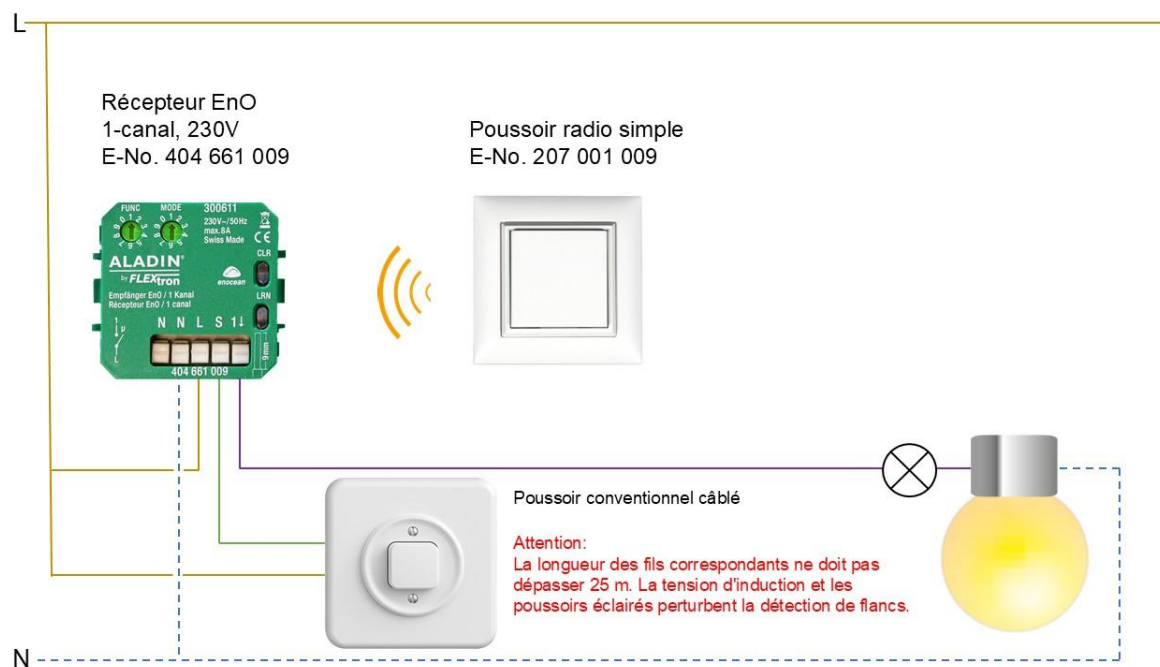 L
Récepteur EnO
1-canal, 230V
E-No. 404 661 009
Poussoir radio simple
E-No. 207 001 009
FUNC MODE 300611
230V~/50Hz
max. 8A
Swiss Made
CE
CLR
ALADIN®
by FLEXtron
enocean
Empfänger EnO / 1 Kanal
Récepteur EnO / 1 canal
LRN
N N L S 1↓
1
µ
L
9mm
404 661 009
Poussoir conventionnel câblé
Attention:
La longueur des fils correspondants ne doit pas
dépasser 25 m. La tension d'induction et les
poussoirs éclairés perturbent la détection de flancs.
N